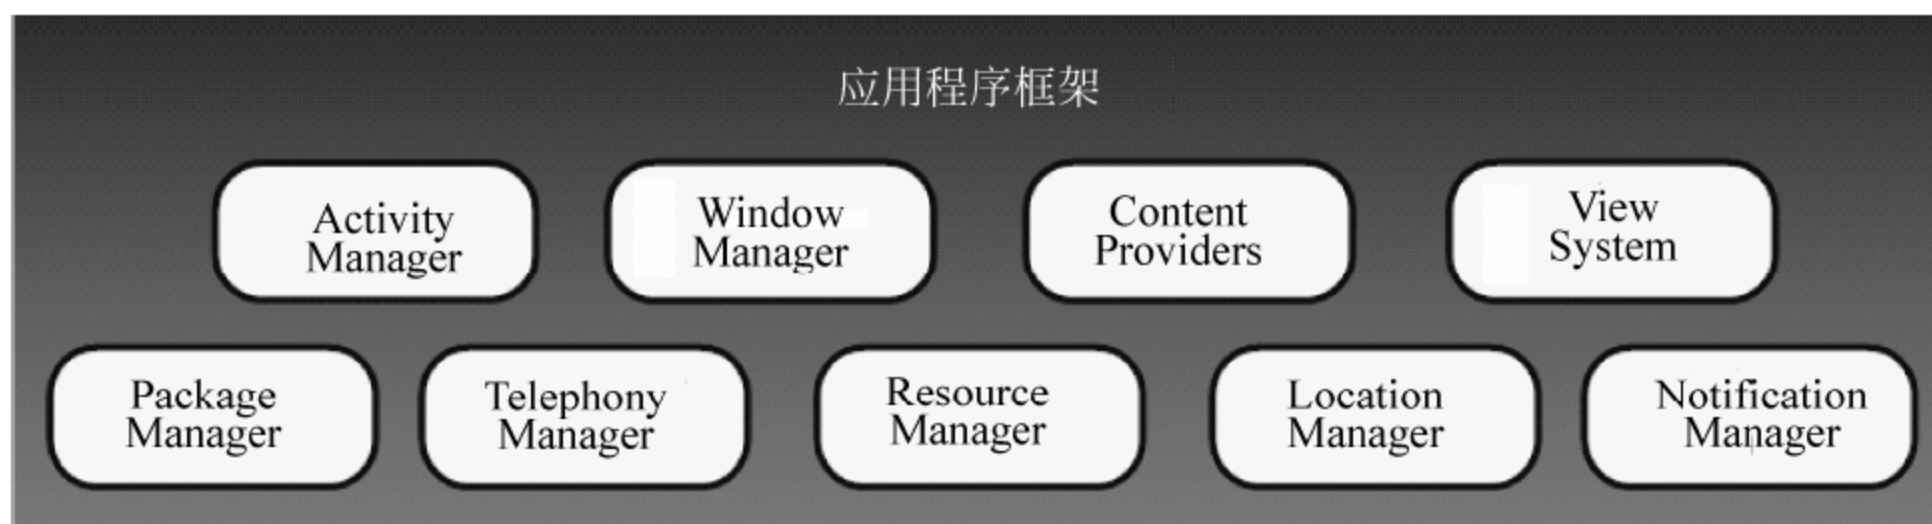 应用程序框架
Activity
Manager
Window
Manager
Content
Providers
View
System
Package
Manager
Telephony
Manager
Resource
Manager
Location
Manager
Notification
Manager